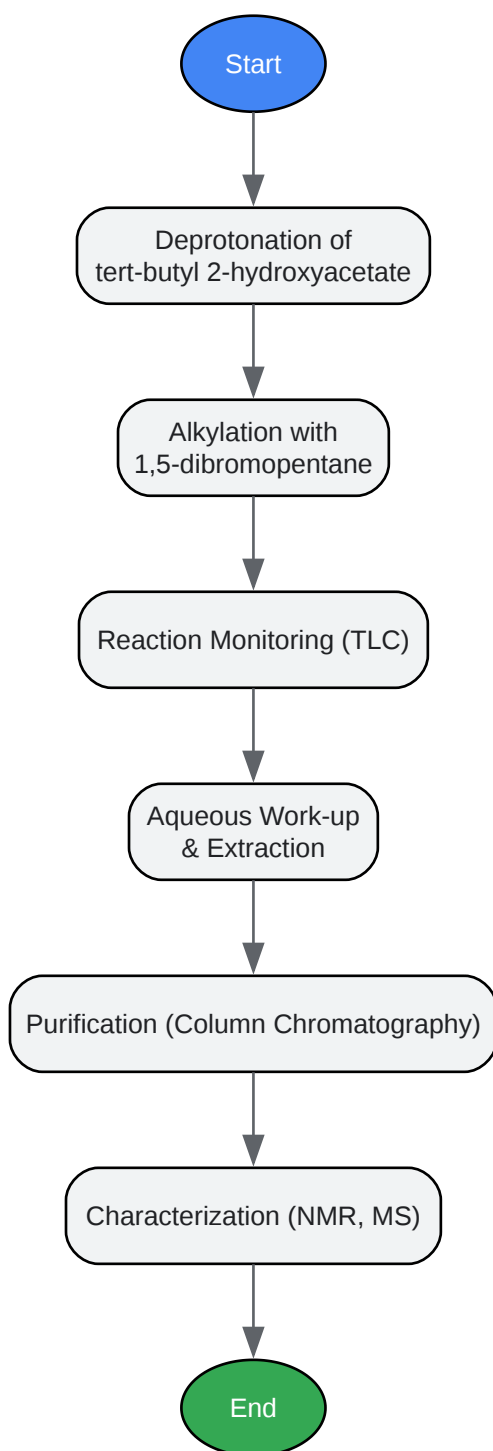 Start
Deprotonation of
tert-butyl 2-hydroxyacetate
Alkylation with
1,5-dibromopentane
Reaction Monitoring (TLC)
Aqueous Work-up
& Extraction
Purification (Column Chromatography)
Characterization (NMR, MS)
End